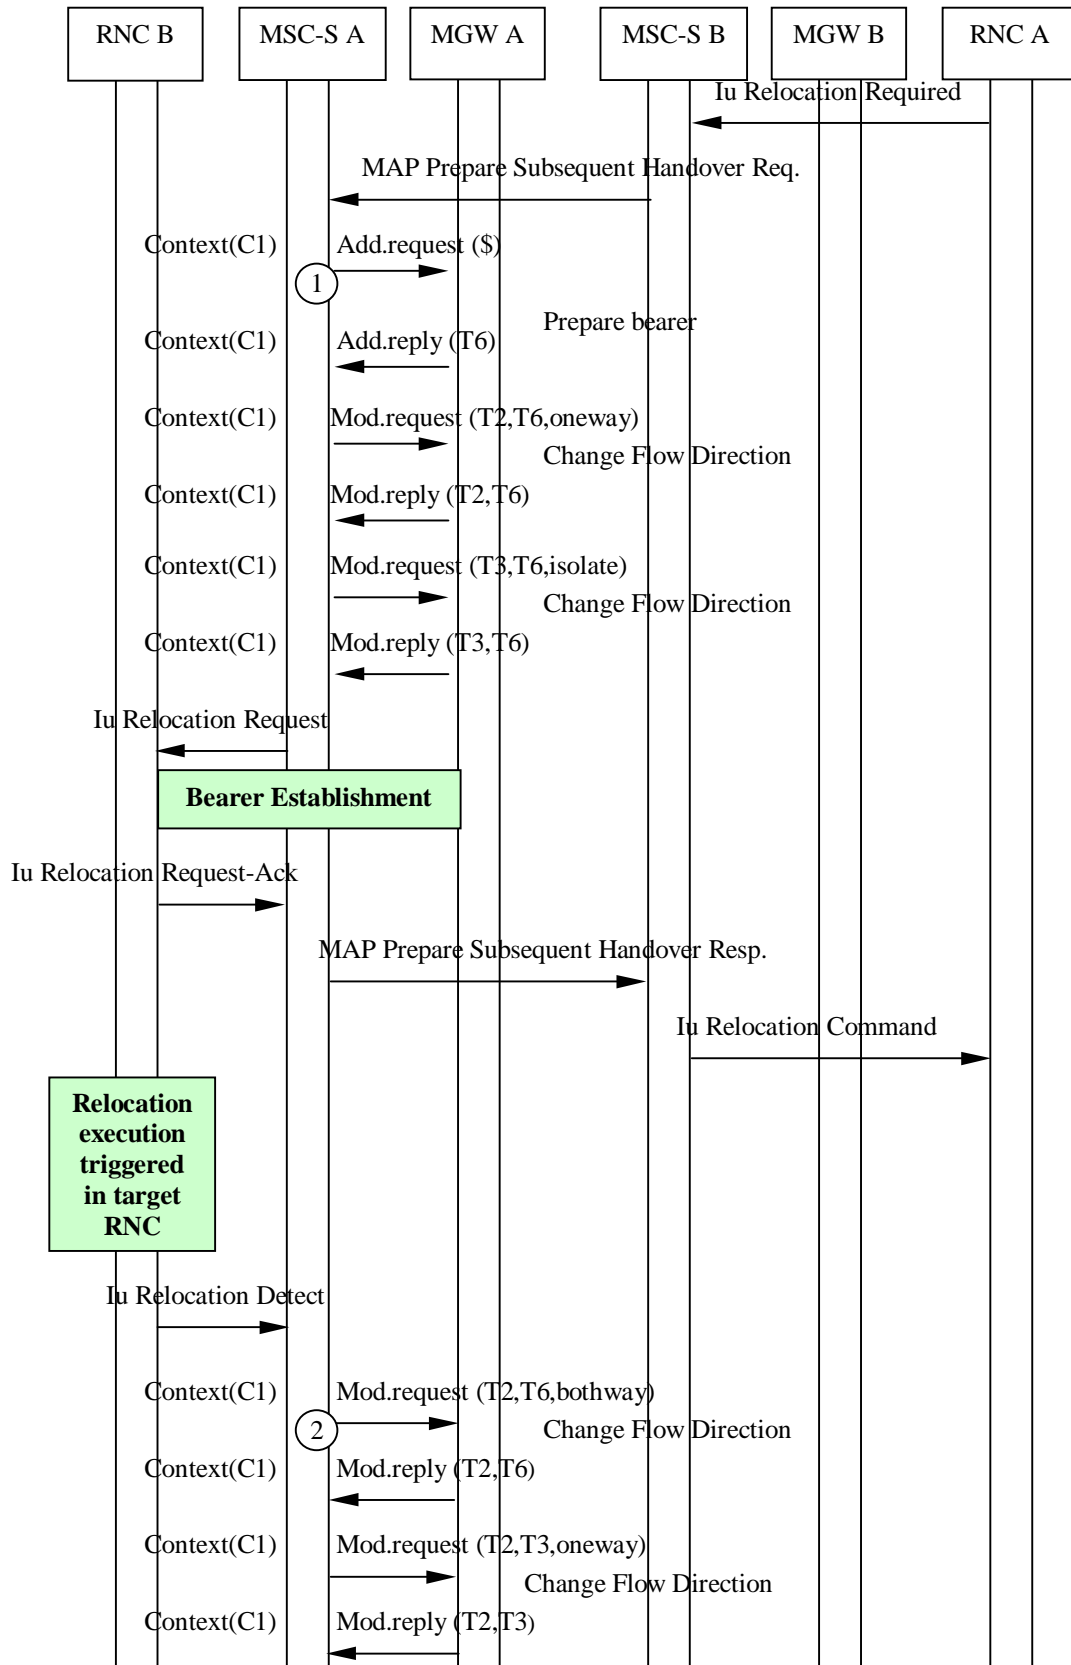 RNC B MSC-S A MGW A MSC-S B MGW B RNC A
Iu Relocation Required
MAP Prepare Subsequent Handover Req.
Context(C1) Add.request ($)
1
Prepare bearer
Context(C1) Add.reply (T6)
Context(C1) Mod.request (T2,T6,oneway)
Change Flow Direction
Context(C1) Mod.reply (T2,T6)
Context(C1) Mod.request (T3,T6,isolate)
Change Flow Direction
Context(C1) Mod.reply (T3,T6)
Iu Relocation Request
Bearer Establishment
Iu Relocation Request-Ack
MAP Prepare Subsequent Handover Resp.
Iu Relocation Command
Relocation
execution
triggered
in target
RNC
Iu Relocation Detect
Context(C1) Mod.request (T2,T6,bothway)
2
Change Flow Direction
Context(C1) Mod.reply (T2,T6)
Context(C1) Mod.request (T2,T3,oneway)
Change Flow Direction
Context(C1) Mod.reply (T2,T3)